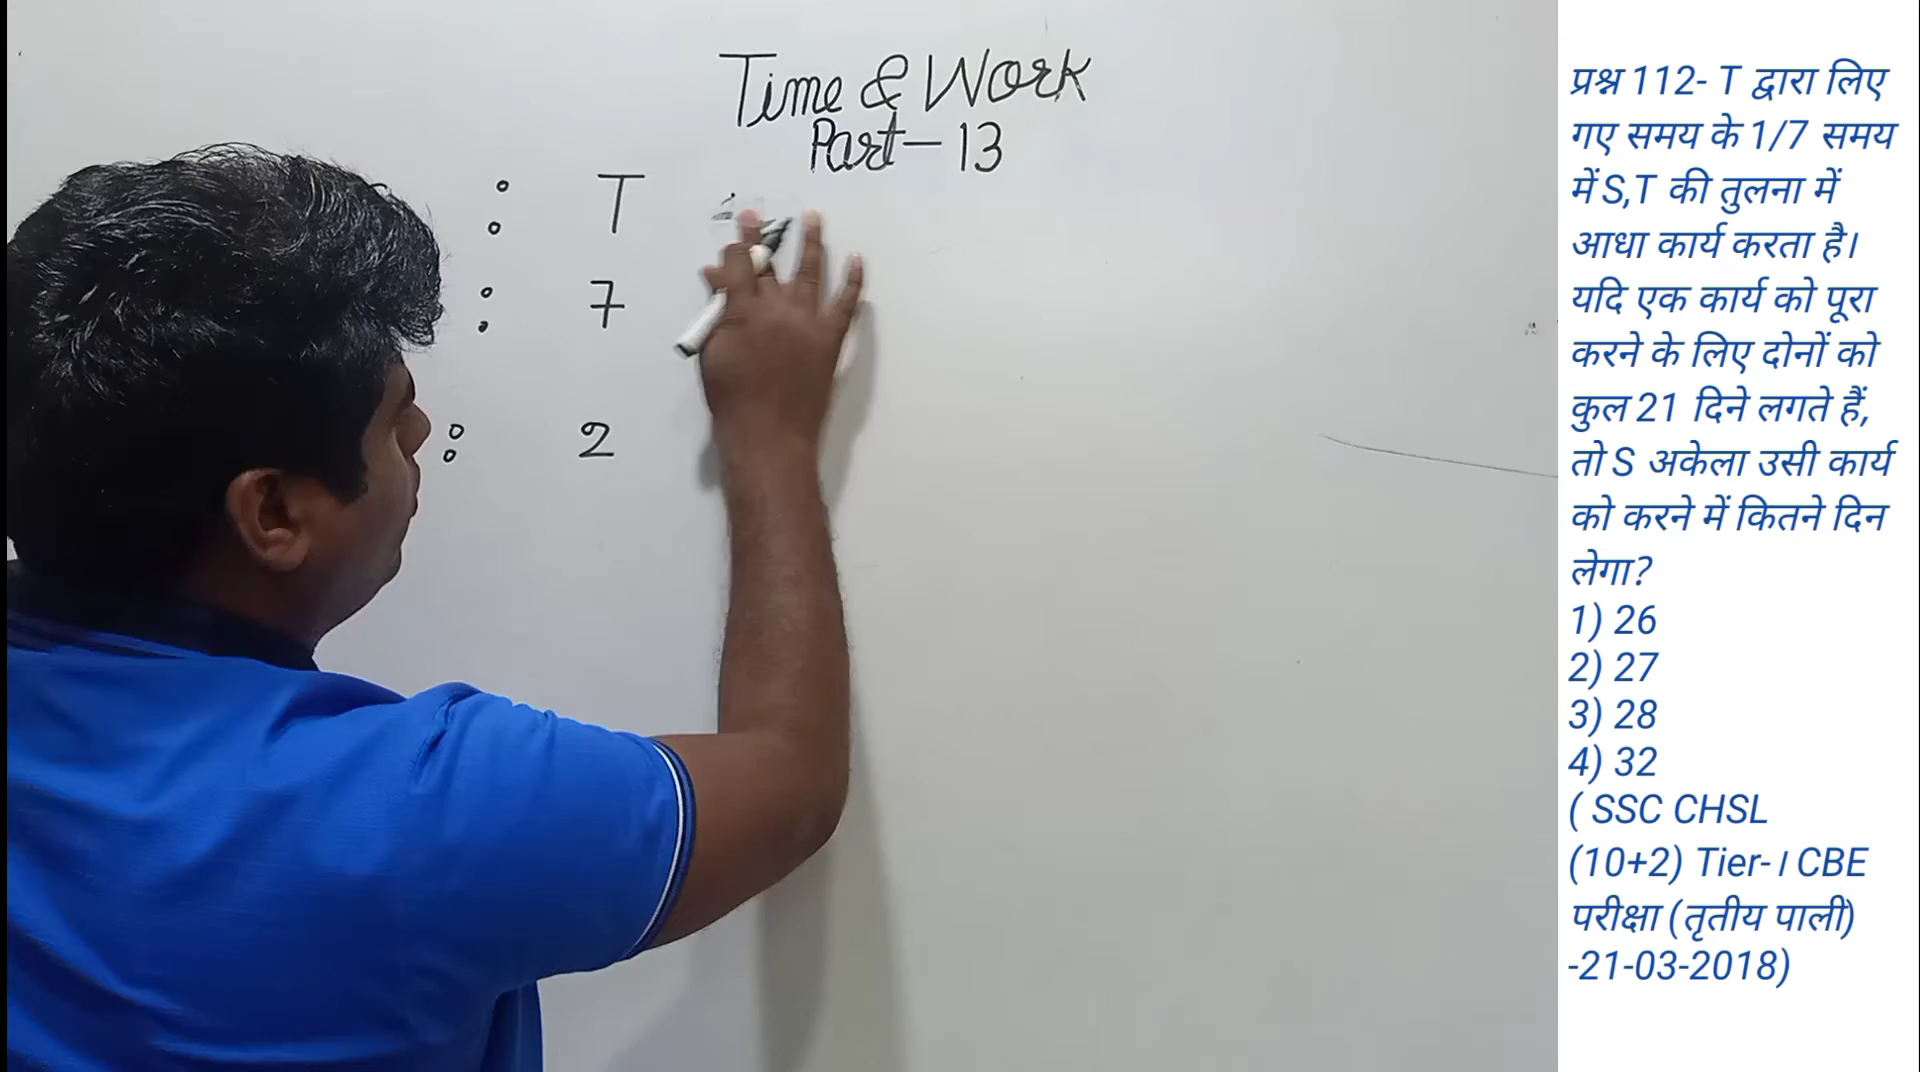 Time & Work
Part-13
: T
: 7
: 2
प्रश्न 112- T द्वारा लिए
गए समय के 1/7 समय
में S,T की तुलना में
आधा कार्य करता है।
यदि एक कार्य को पूरा
करने के लिए दोनों को
कुल 21 दिने लगते हैं,
तो S अकेला उसी कार्य
को करने में कितने दिन
लेगा?
1) 26
2) 27
3) 28
4) 32
( SSC CHSL
(10+2) Tier-I CBE
परीक्षा (तृतीय पाली)
-21-03-2018)